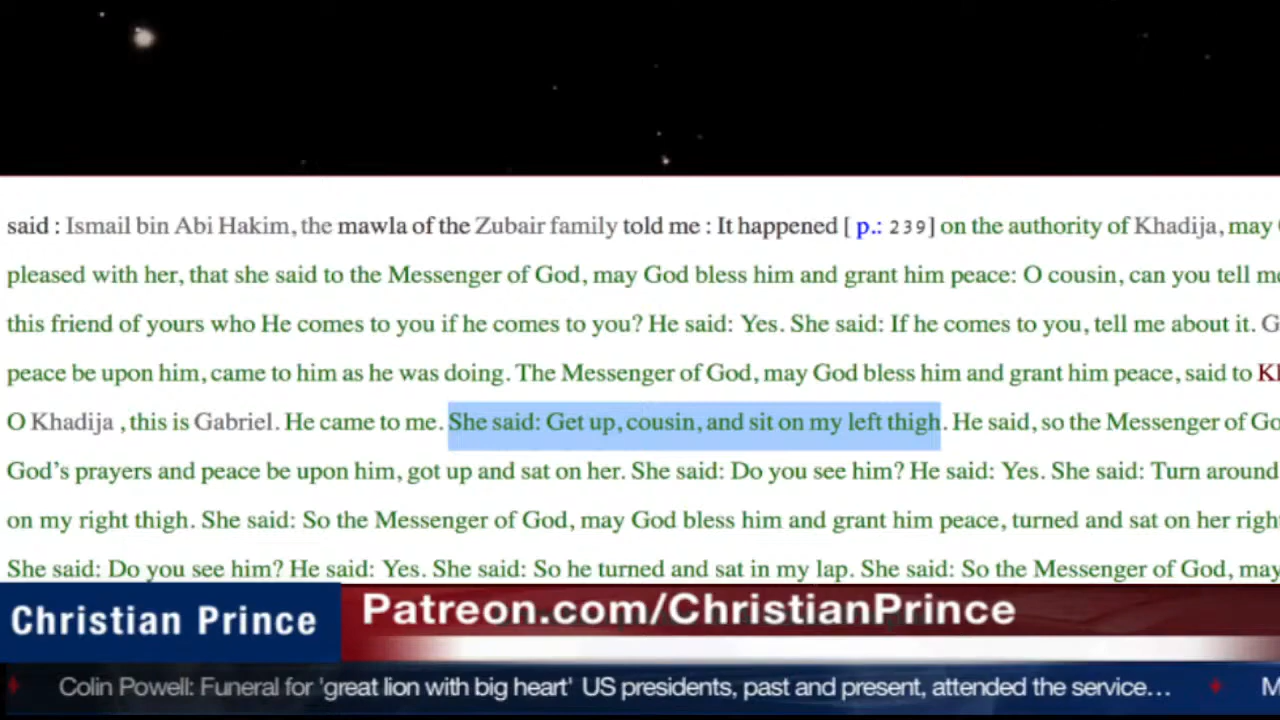 said : Ismail bin Abi Hakim, the mawla of the Zubair family told me : It happened [ p.: 239] on the authority of Khadija, may
pleased with her, that she said to the Messenger of God, may God bless him and grant him peace: O cousin, can you tell me
this friend of yours who He comes to you if he comes to you? He said: Yes. She said: If he comes to you, tell me about it. G
peace be upon him, came to him as he was doing. The Messenger of God, may God bless him and grant him peace, said to Kh
O Khadija , this is Gabriel. He came to me. She said: Get up, cousin, and sit on my left thigh. He said, so the Messenger of Go
God's prayers and peace be upon him, got up and sat on her. She said: Do you see him? He said: Yes. She said: Turn around
on my right thigh. She said: So the Messenger of God, may God bless him and grant him peace, turned and sat on her righ
She said: Do you see him? He said: Yes. She said: So he turned and sat in my lap. She said: So the Messenger of God, may
Christian Prince
Patreon.com/ChristianPrince
Colin Powell: Funeral for 'great lion with big heart' US presidents, past and present, attended the service… M